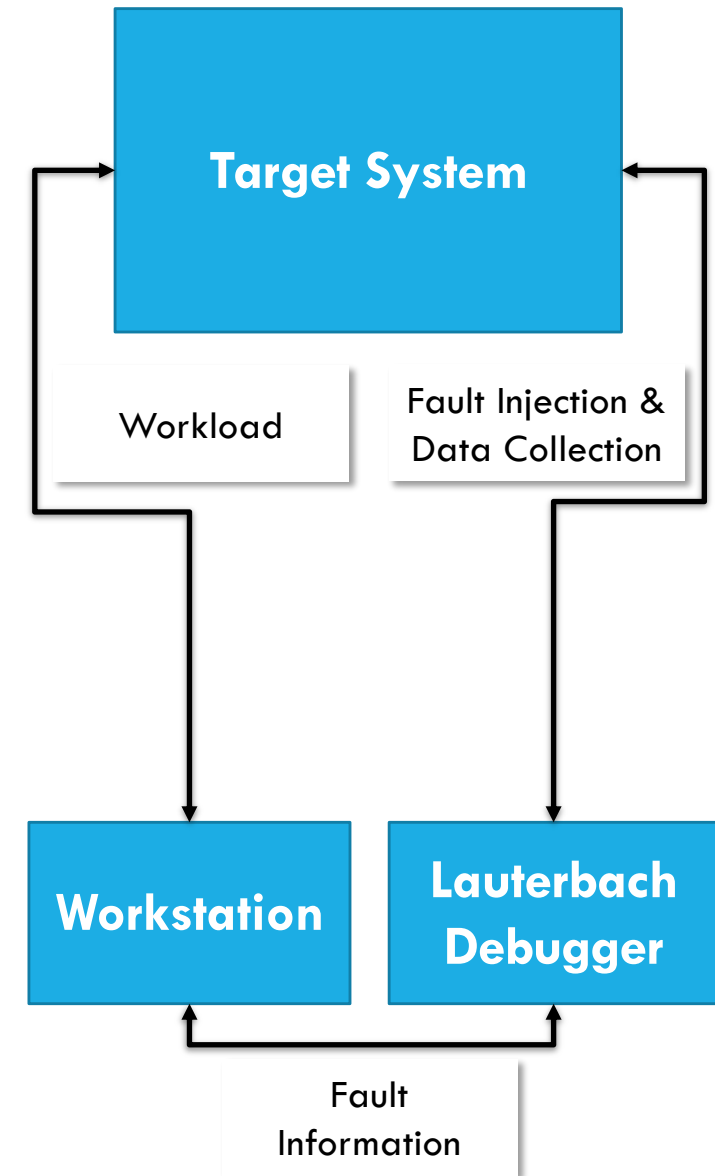 Target System
Workload
Fault Injection &
Data Collection
Workstation
Lauterbach
Debugger
Fault
Information